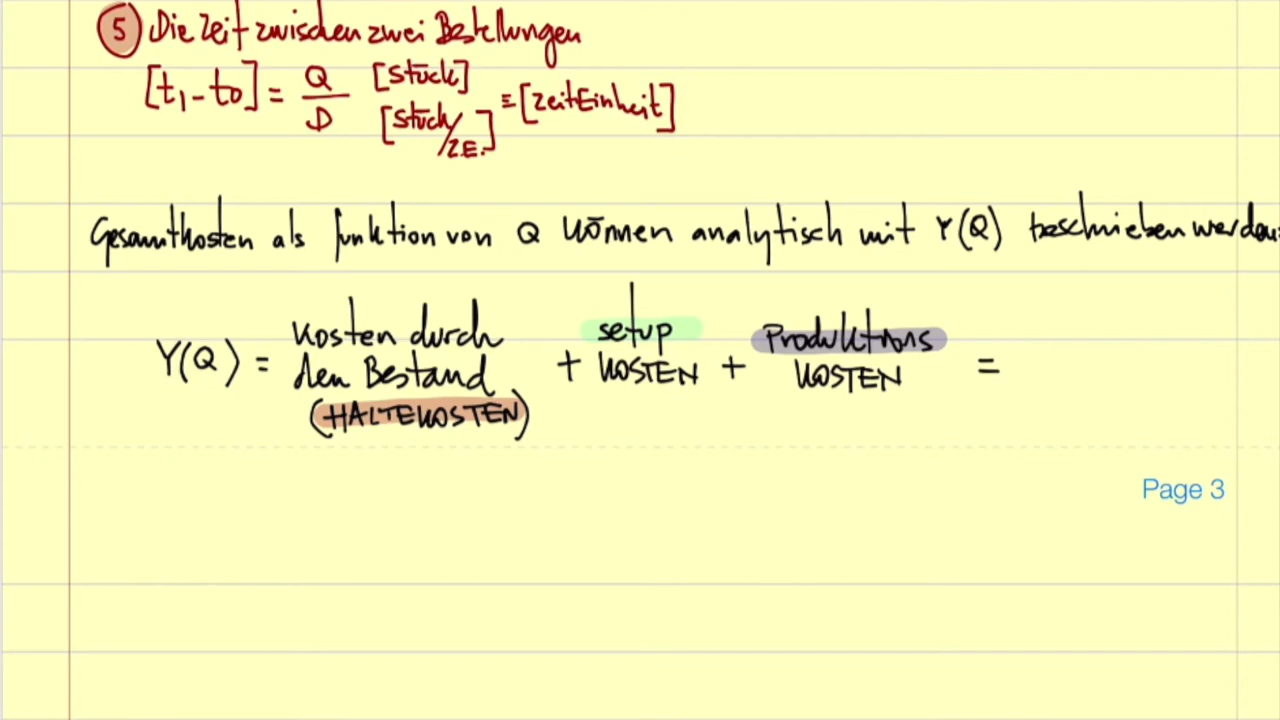 5 Die Zeit zwischen zwei Bestellungen
[t₁-t₀] = Q/D [Stück]/[Stück/Z.E.] ≡ [ZeitEinheit]
Gesamtkosten als funktion von Q können analytisch mit Y(Q) beschrieben werden:
Y(Q) = kosten durch den Bestand (HALTEKOSTEN) + setup KOSTEN + Produktions KOSTEN =
Page 3